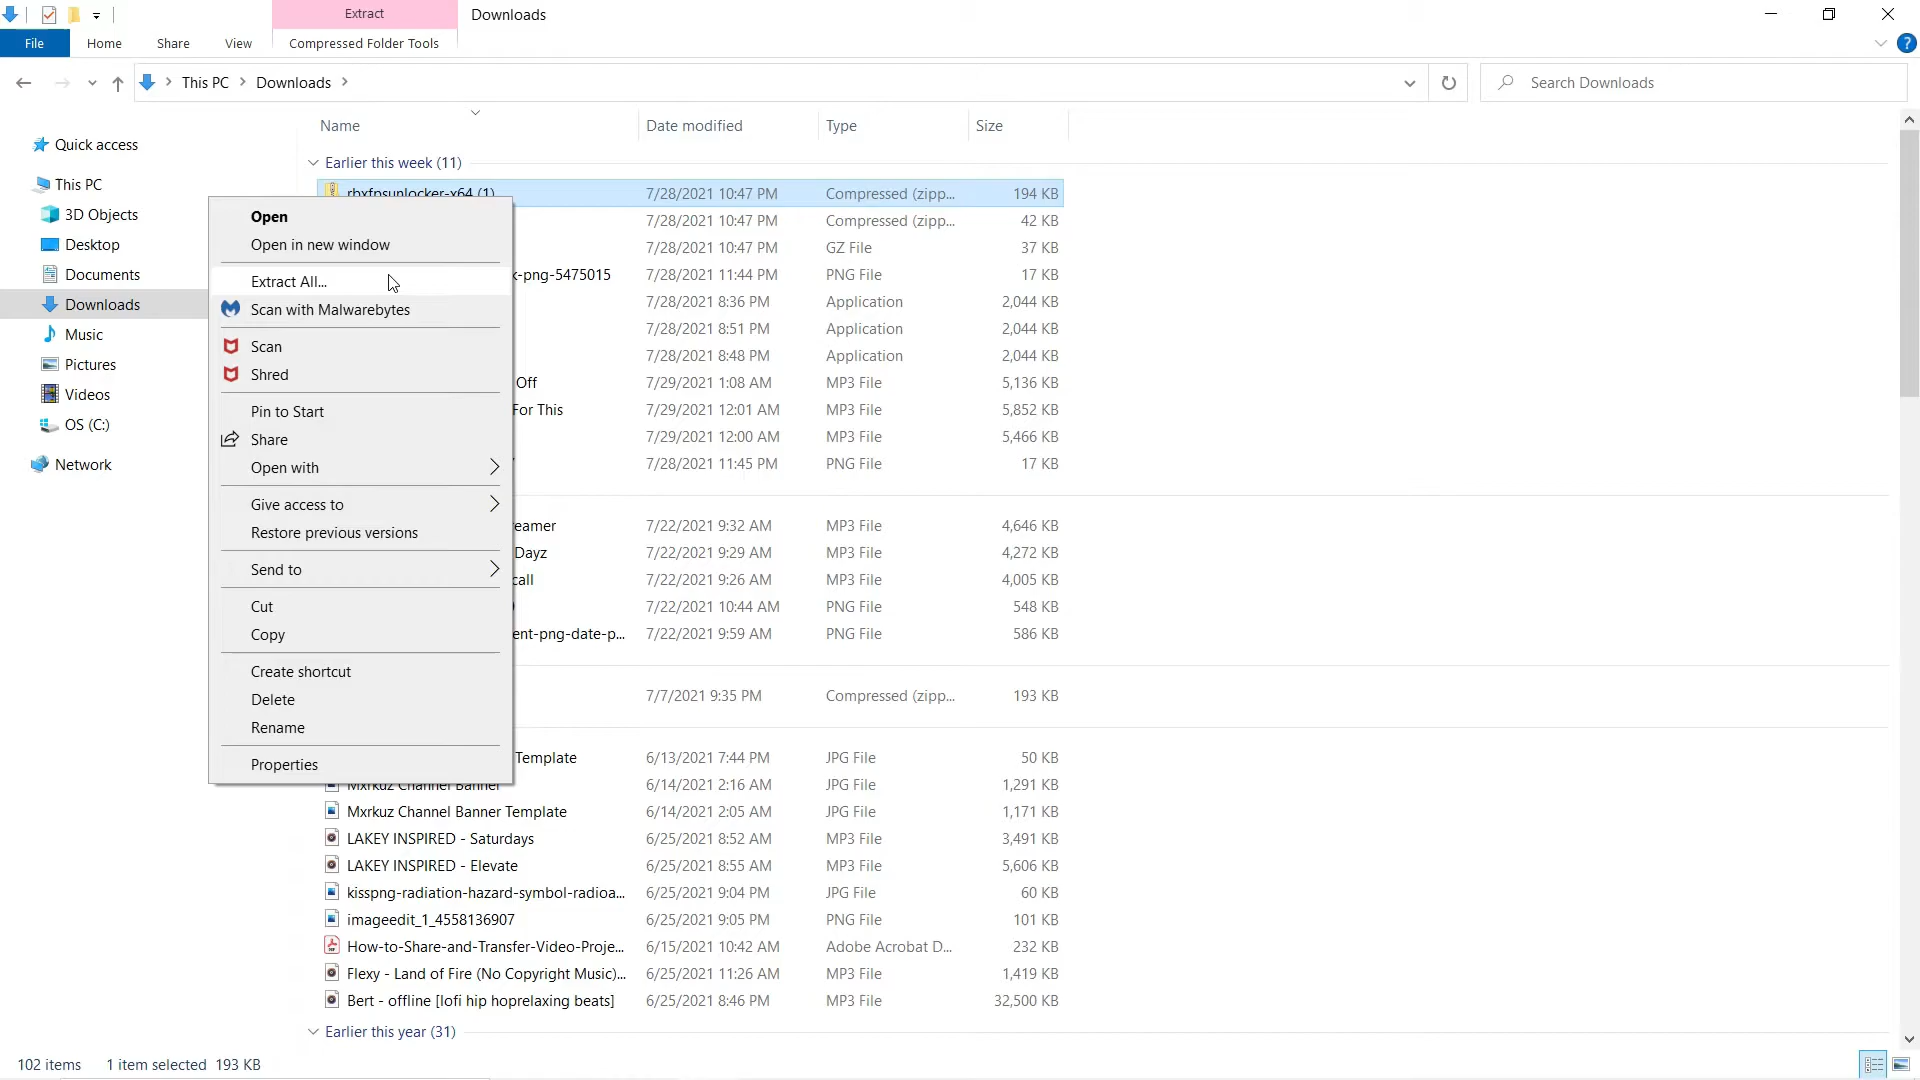 Extract
Downloads
File
Home
Share
View
Compressed Folder Tools
?
This PC
Downloads
Search Downloads
Name
Date modified
Type
Size
Quick access
This PC
3D Objects
Desktop
Documents
Downloads
Music
Pictures
Videos
OS (C:)
Network
Earlier this week (11)
rbxfpsunlocker-x64 (1) 7/28/2021 10:47 PM Compressed (zipp... 194 KB
7/28/2021 10:47 PM Compressed (zipp... 42 KB
7/28/2021 10:47 PM GZ File 37 KB
k-png-5475015 7/28/2021 11:44 PM PNG File 17 KB
7/28/2021 8:36 PM Application 2,044 KB
7/28/2021 8:51 PM Application 2,044 KB
7/28/2021 8:48 PM Application 2,044 KB
Off 7/29/2021 1:08 AM MP3 File 5,136 KB
For This 7/29/2021 12:01 AM MP3 File 5,852 KB
7/29/2021 12:00 AM MP3 File 5,466 KB
7/28/2021 11:45 PM PNG File 17 KB
eamer 7/22/2021 9:32 AM MP3 File 4,646 KB
Dayz 7/22/2021 9:29 AM MP3 File 4,272 KB
call 7/22/2021 9:26 AM MP3 File 4,005 KB
7/22/2021 10:44 AM PNG File 548 KB
ent-png-date-p... 7/22/2021 9:59 AM PNG File 586 KB
7/7/2021 9:35 PM Compressed (zipp... 193 KB
Template 6/13/2021 7:44 PM JPG File 50 KB
Mxrkuz Channel Banner 6/14/2021 2:16 AM JPG File 1,291 KB
Mxrkuz Channel Banner Template 6/14/2021 2:05 AM JPG File 1,171 KB
LAKEY INSPIRED - Saturdays 6/25/2021 8:52 AM MP3 File 3,491 KB
LAKEY INSPIRED - Elevate 6/25/2021 8:55 AM MP3 File 5,606 KB
kisspng-radiation-hazard-symbol-radioa... 6/25/2021 9:04 PM JPG File 60 KB
imageedit_1_4558136907 6/25/2021 9:05 PM PNG File 101 KB
How-to-Share-and-Transfer-Video-Proje... 6/15/2021 10:42 AM Adobe Acrobat D... 232 KB
Flexy - Land of Fire (No Copyright Music)... 6/25/2021 11:26 AM MP3 File 1,419 KB
Bert - offline [lofi hip hoprelaxing beats] 6/25/2021 8:46 PM MP3 File 32,500 KB
Earlier this year (31)
Open
Open in new window
Extract All...
Scan with Malwarebytes
Scan
Shred
Pin to Start
Share
Open with
Give access to
Restore previous versions
Send to
Cut
Copy
Create shortcut
Delete
Rename
Properties
102 items
1 item selected 193 KB